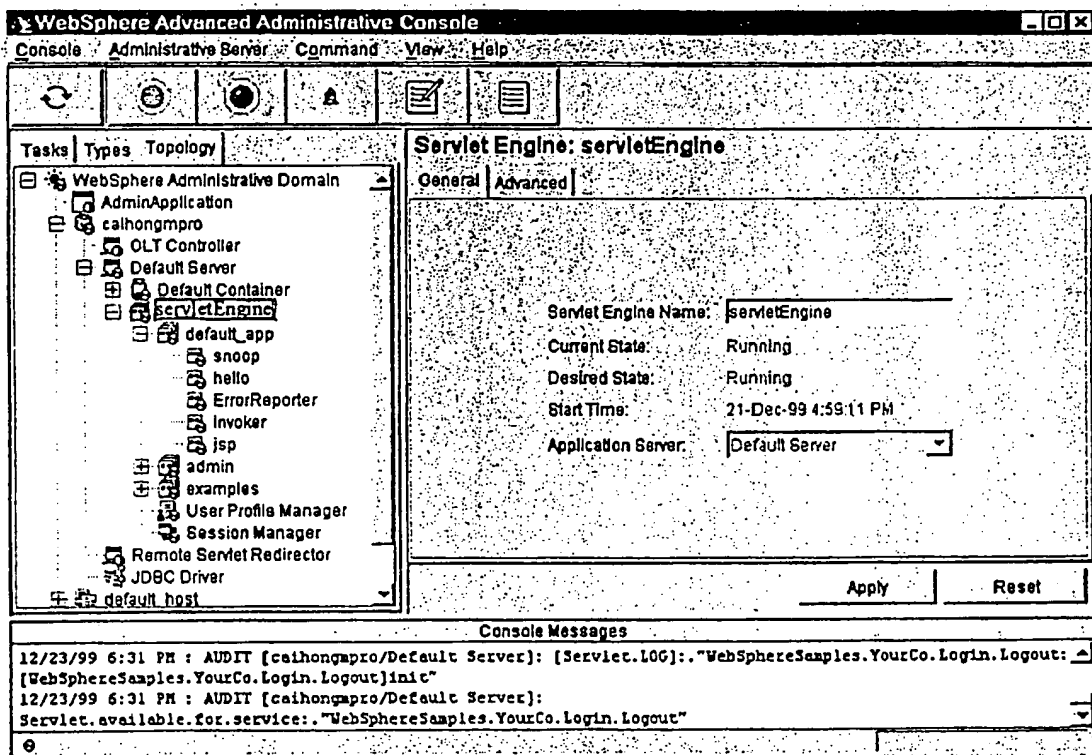 WebSphere Advanced Administrative Console
Console Administrative Server Command View Help
Tasks Types Topology
WebSphere Administrative Domain
AdminApplication
caihongmpro
OLT Controller
Default Server
Default Container
servletEngine
default_app
snoop
hello
ErrorReporter
Invoker
jsp
admin
examples
User Profile Manager
Session Manager
Remote Servlet Redirector
JDBC Driver
default_host
Servlet Engine: servletEngine
General Advanced
Servlet Engine Name: servletEngine
Current State: Running
Desired State: Running
Start Time: 21-Dec-99 4:59:11 PM
Application Server: Default Server
Apply Reset
Console Messages
12/23/99 6:31 PM : AUDIT [caihongmpro/Default Server]: [Servlet.LOG]:."WebSphereSamples.YourCo.Login.Logout:
[WebSphereSamples.YourCo.Login.Logout]init"
12/23/99 6:31 PM : AUDIT [caihongmpro/Default Server]:
Servlet.available.for.service:."WebSphereSamples.YourCo.Login.Logout"